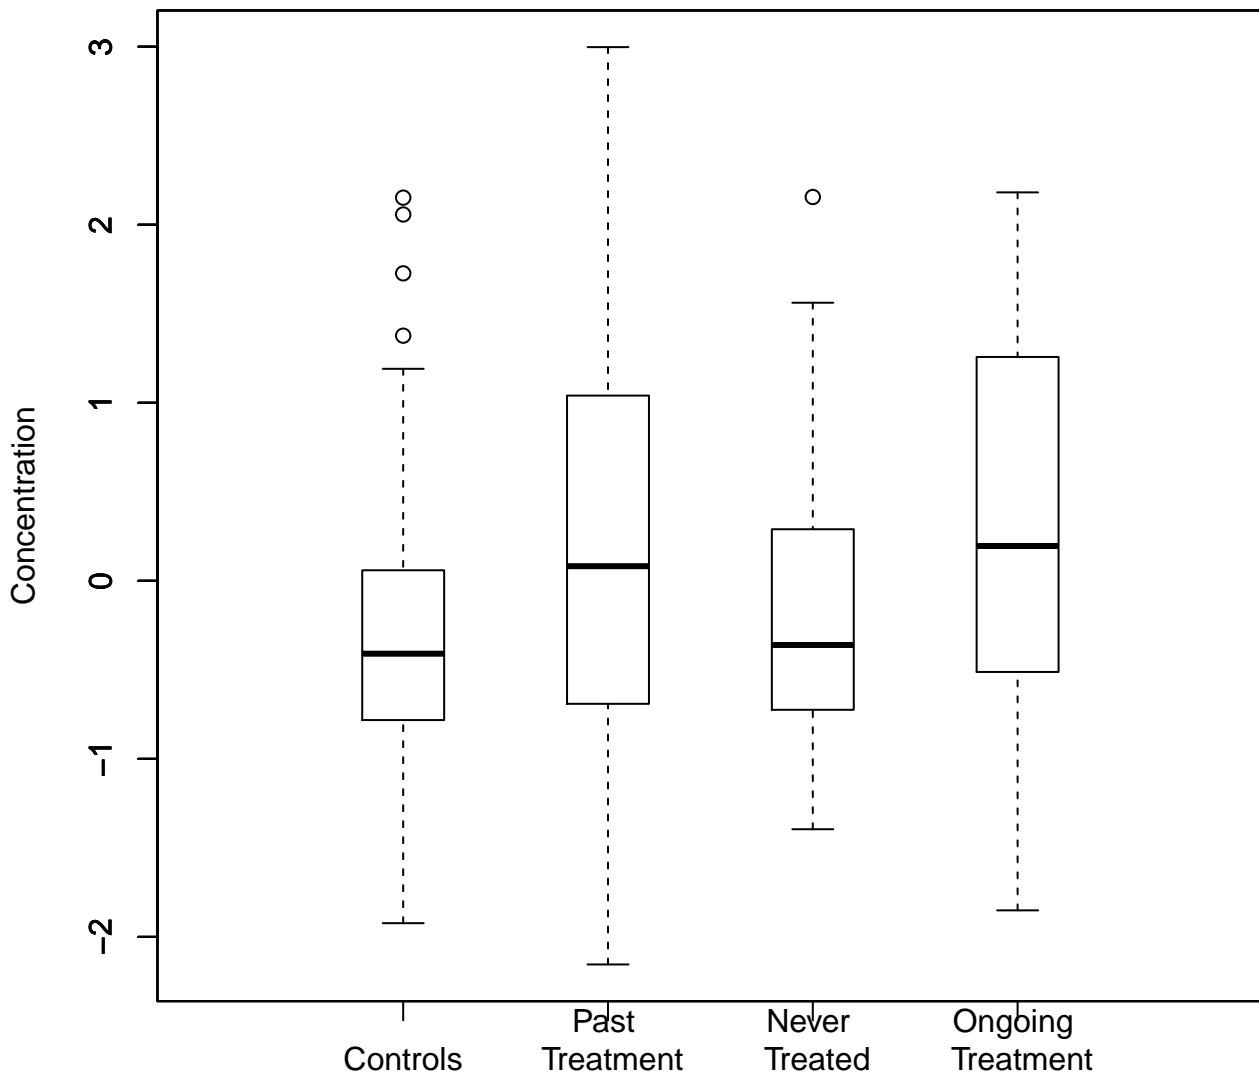 3
2
1
0
−1
−2
Concentration
Controls
Past
Treatment
Never
Treated
Ongoing
Treatment